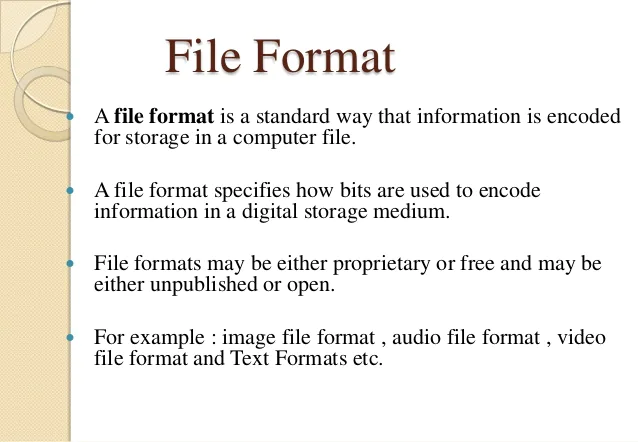 File Format
A file format is a standard way that information is encoded
for storage in a computer file.
A file format specifies how bits are used to encode
information in a digital storage medium.
File formats may be either proprietary or free and may be
either unpublished or open.
For example : image file format , audio file format , video
file format and Text Formats etc.